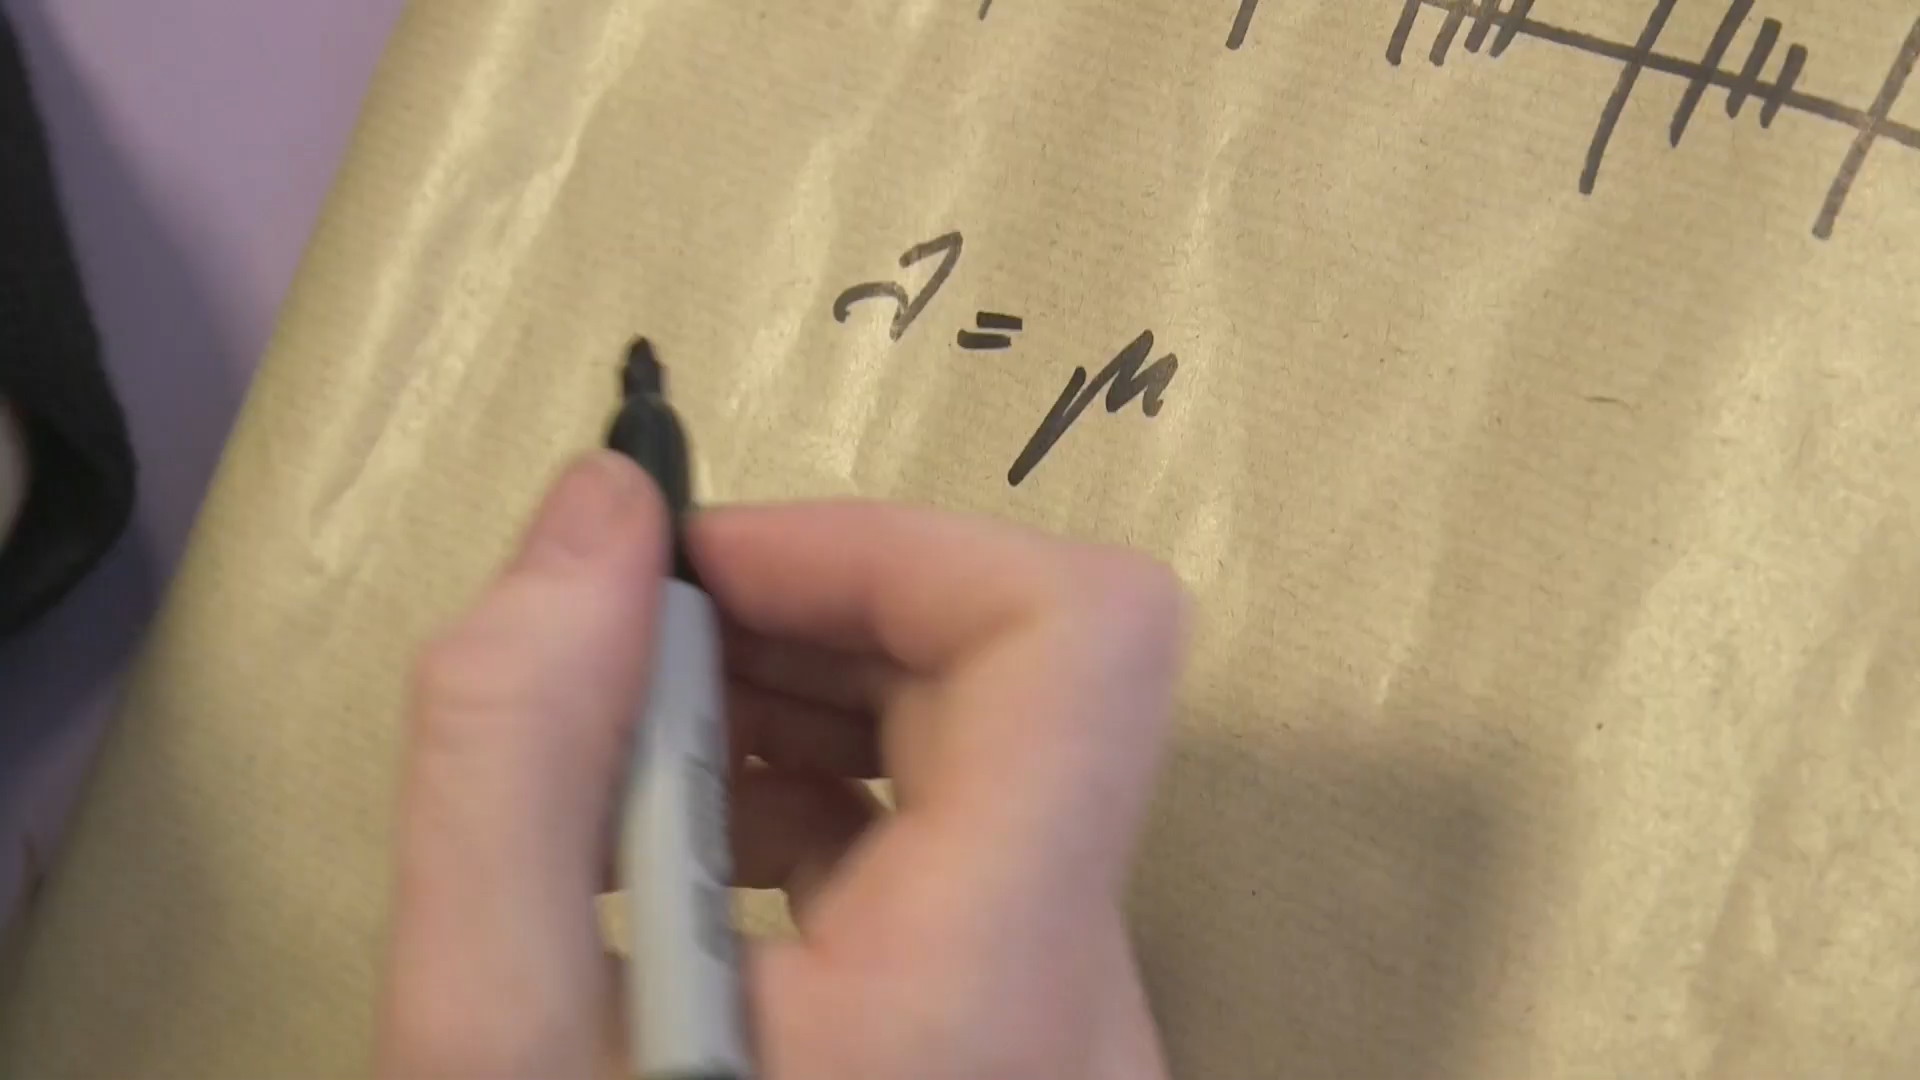 λ = μ